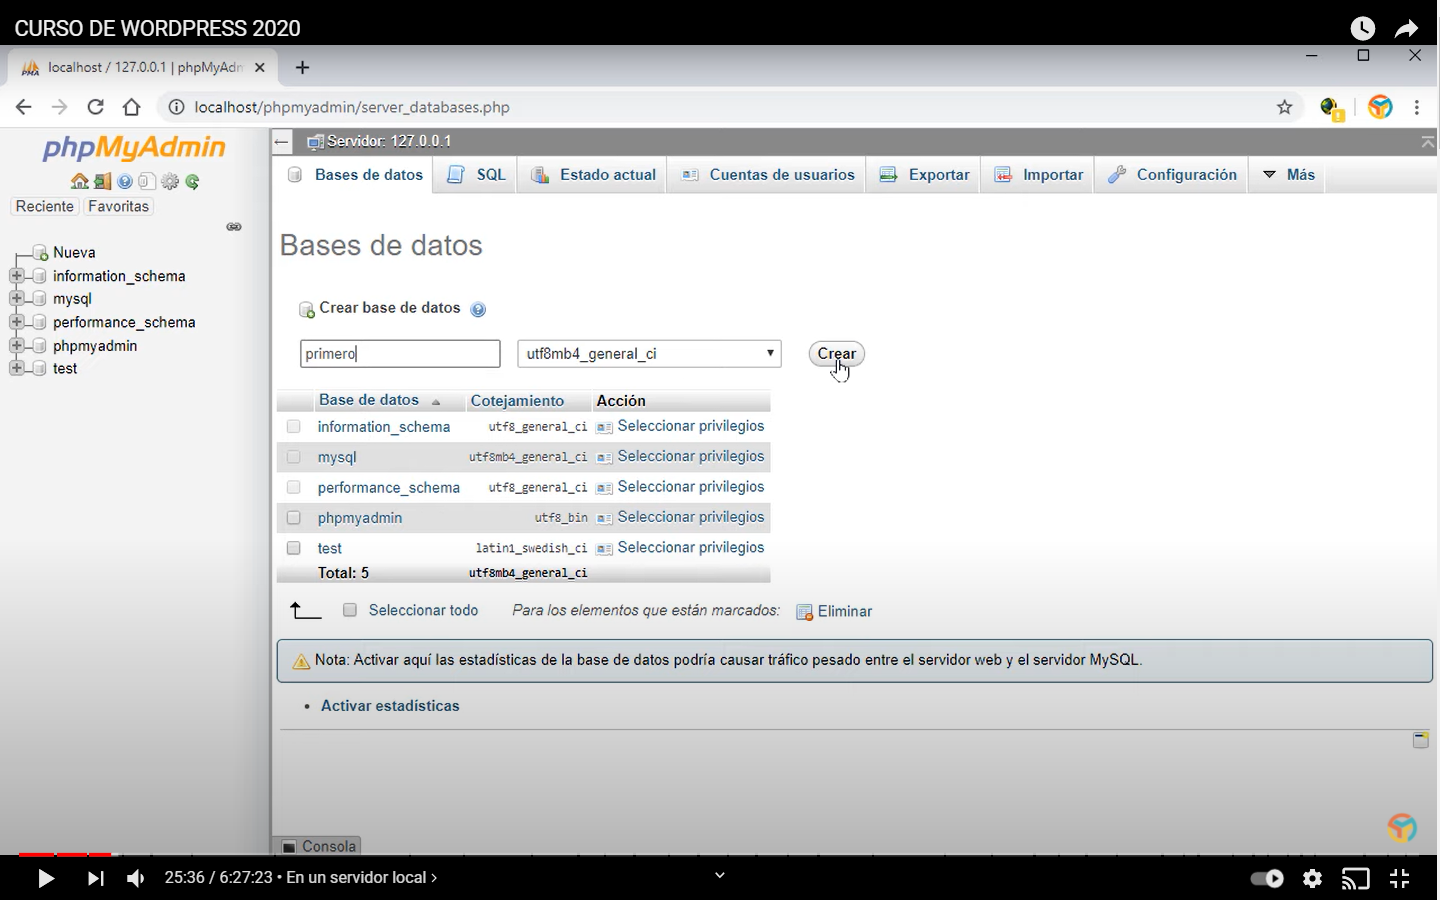 CURSO DE WORDPRESS 2020
localhost / 127.0.0.1 | phpMyAdm
localhost/phpmyadmin/server_databases.php
phpMyAdmin
Reciente Favoritas
Nueva
information_schema
mysql
performance_schema
phpmyadmin
test
Servidor: 127.0.0.1
Bases de datos SQL Estado actual Cuentas de usuarios Exportar Importar Configuración Más
Bases de datos
Crear base de datos
primero utf8mb4_general_ci Crear
Base de datos Cotejamiento Acción
information_schema utf8_general_ci Seleccionar privilegios
mysql utf8mb4_general_ci Seleccionar privilegios
performance_schema utf8_general_ci Seleccionar privilegios
phpmyadmin utf8_bin Seleccionar privilegios
test latin1_swedish_ci Seleccionar privilegios
Total: 5 utf8mb4_general_ci
Seleccionar todo Para los elementos que están marcados: Eliminar
Nota: Activar aquí las estadísticas de la base de datos podría causar tráfico pesado entre el servidor web y el servidor MySQL.
• Activar estadísticas
Consola
25:36 / 6:27:23 • En un servidor local >